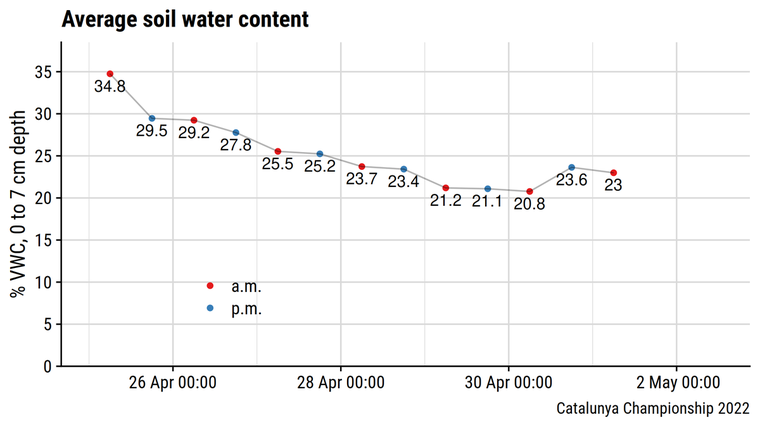 Average soil water content
% VWC, 0 to 7 cm depth
35
30
25
20
15
10
5
0
34.8
29.5
29.2
27.8
25.5
25.2
23.7
23.4
21.2
21.1
20.8
23.6
23
a.m.
p.m.
26 Apr 00:00
28 Apr 00:00
30 Apr 00:00
2 May 00:00
Catalunya Championship 2022